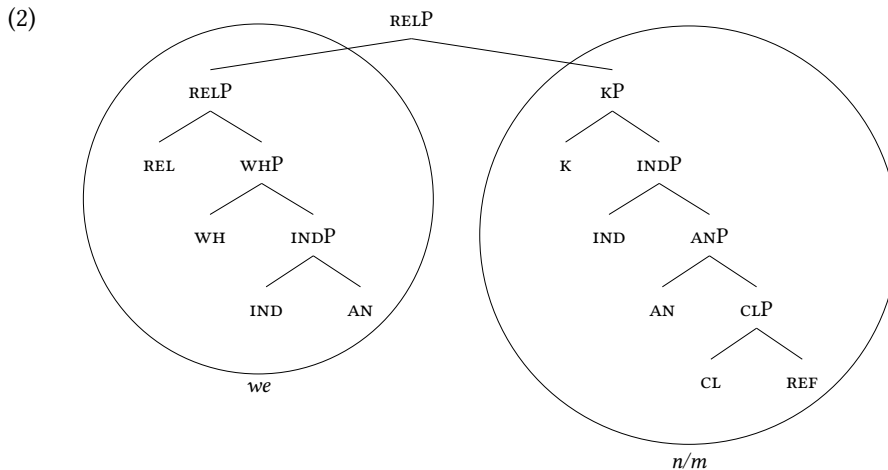 (2)
RELP
RELP KP
REL WHP K INDP
WH INDP IND ANP
IND AN AN CLP
CL REF
we
n/m